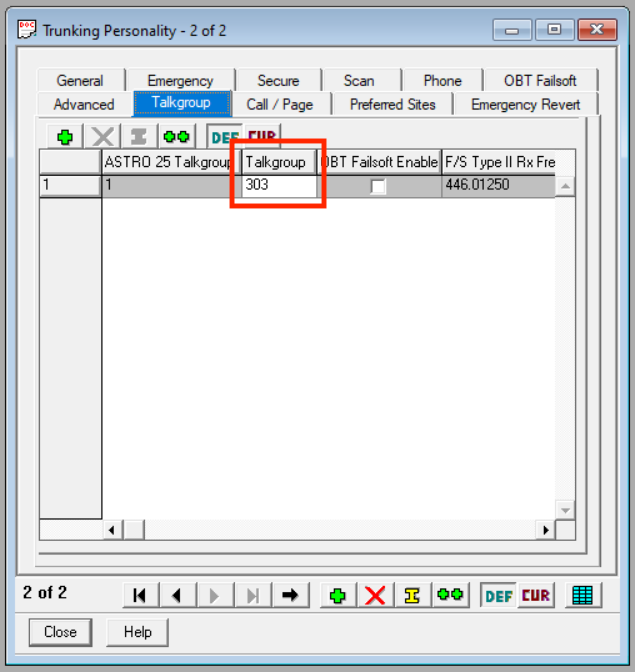 DOC
Trunking Personality - 2 of 2
General Emergency Secure Scan Phone OBT Failsoft
Advanced Talkgroup Call / Page Preferred Sites Emergency Revert
DEF CUR
ASTRO 25 Talkgroup Talkgroup OBT Failsoft Enable F/S Type II Rx Fre
1 1 303 446.01250
2 of 2 DEF CUR
Close Help